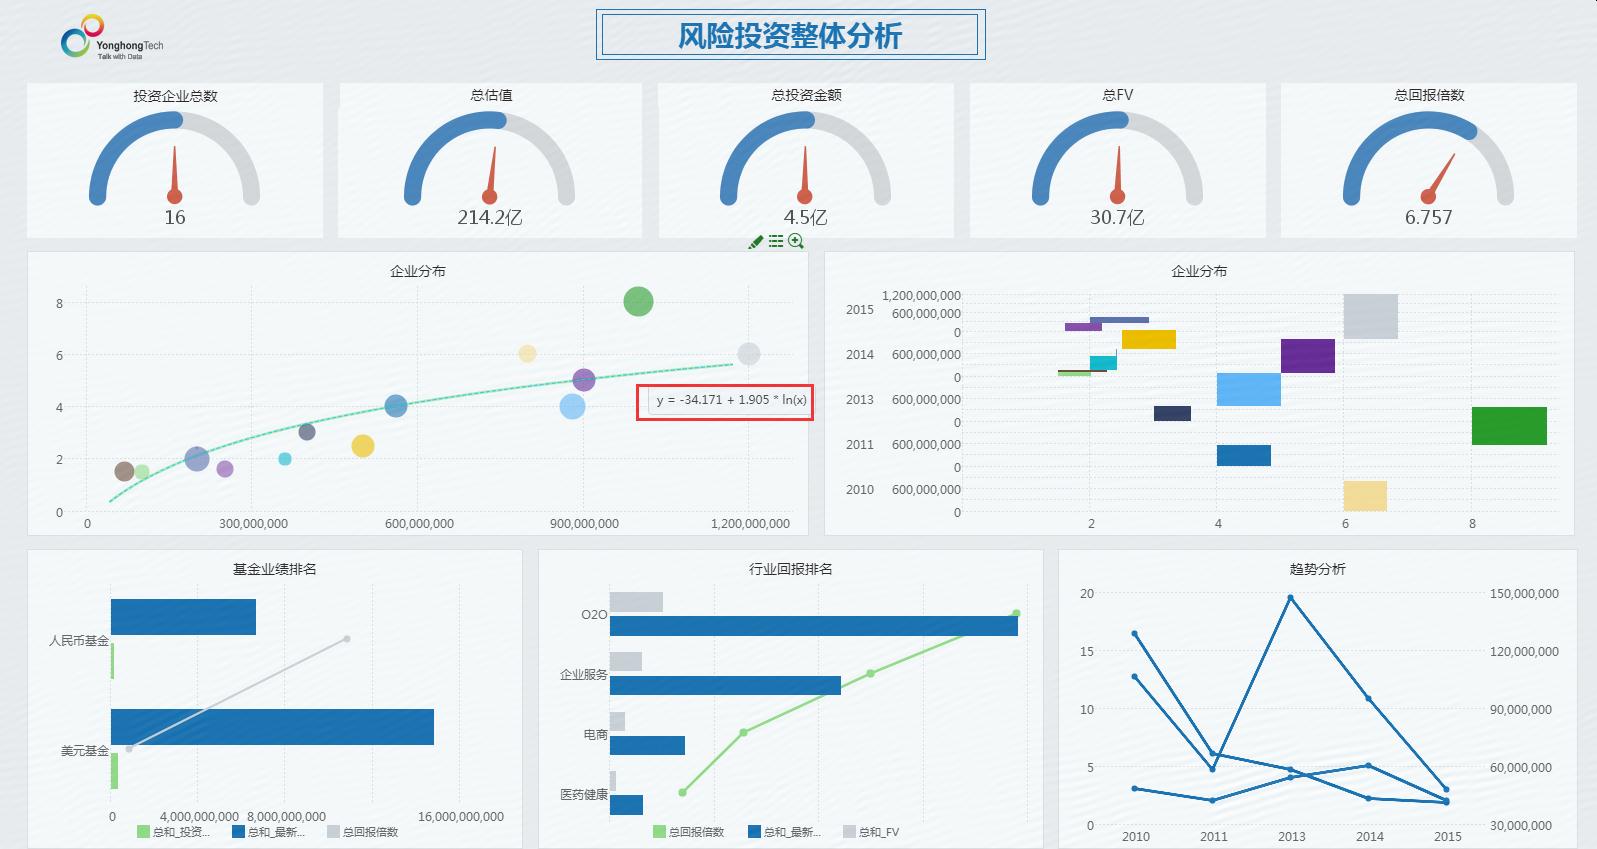 YonghongTech
Talk with Data
风险投资整体分析
投资企业总数
16
总估值
214.2亿
总投资金额
4.5亿
总FV
30.7亿
总回报倍数
6.757
企业分布
8
6
4
2
0
0 300,000,000 600,000,000 900,000,000 1,200,000,000
y = -34.171 + 1.905 * ln(x)
企业分布
1,200,000,000
2015 600,000,000
0
2014 600,000,000
0
2013 600,000,000
0
2011 600,000,000
0
2010 600,000,000
0
2 4 6 8
基金业绩排名
人民币基金
美元基金
0 4,000,000,000 8,000,000,000 16,000,000,000
总和_投资... 总和_最新... 总回报倍数
行业回报排名
O2O
企业服务
电商
医药健康
总回报倍数 总和_最新... 总和_FV
趋势分析
20 150,000,000
15 120,000,000
10 90,000,000
5 60,000,000
0 30,000,000
2010 2011 2013 2014 2015